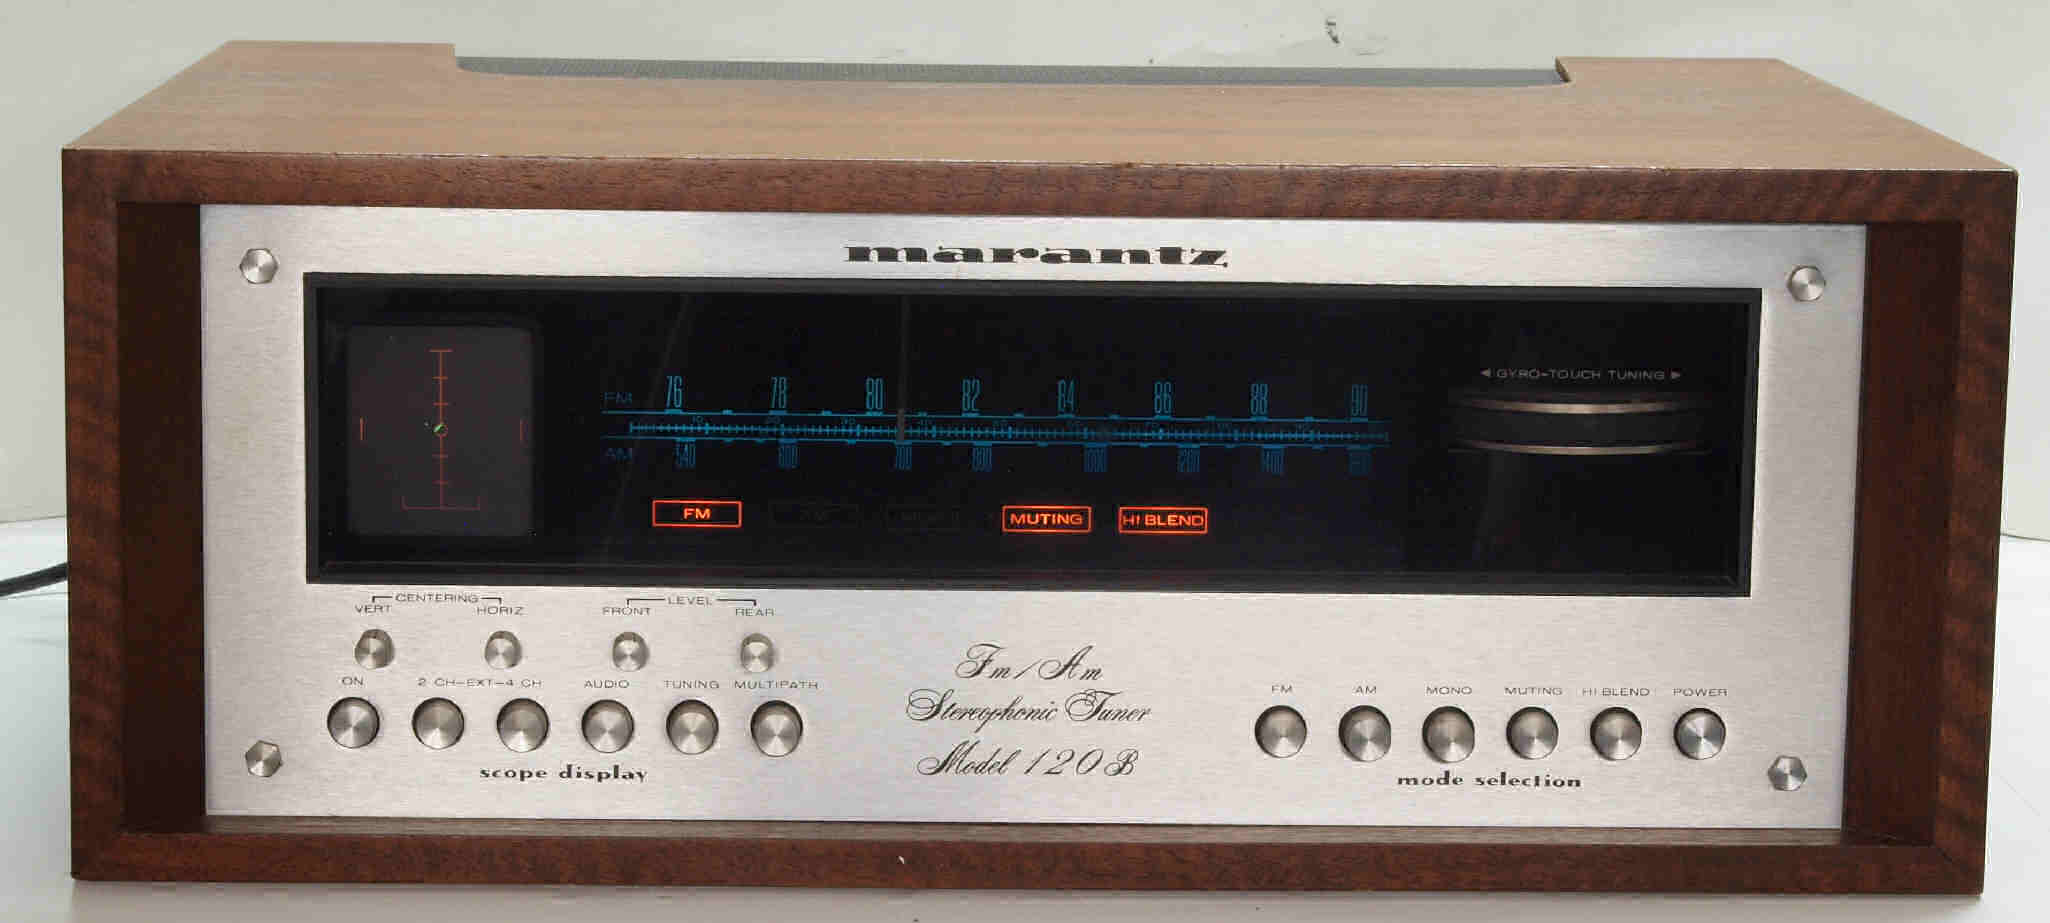 marantz
◄ GYRO-TOUCH TUNING ►
FM 76 78 80 82 84 86 88 90
AM 540 600 700 800 1000 1200 1400
FM MUTING HI BLEND
CENTERING LEVEL
VERT HORIZ FRONT REAR
ON 2 CH-EXT-4 CH AUDIO TUNING MULTIPATH
scope display
Fm/Am
Stereophonic Tuner
Model 120B
FM AM MONO MUTING HI BLEND POWER
mode selection